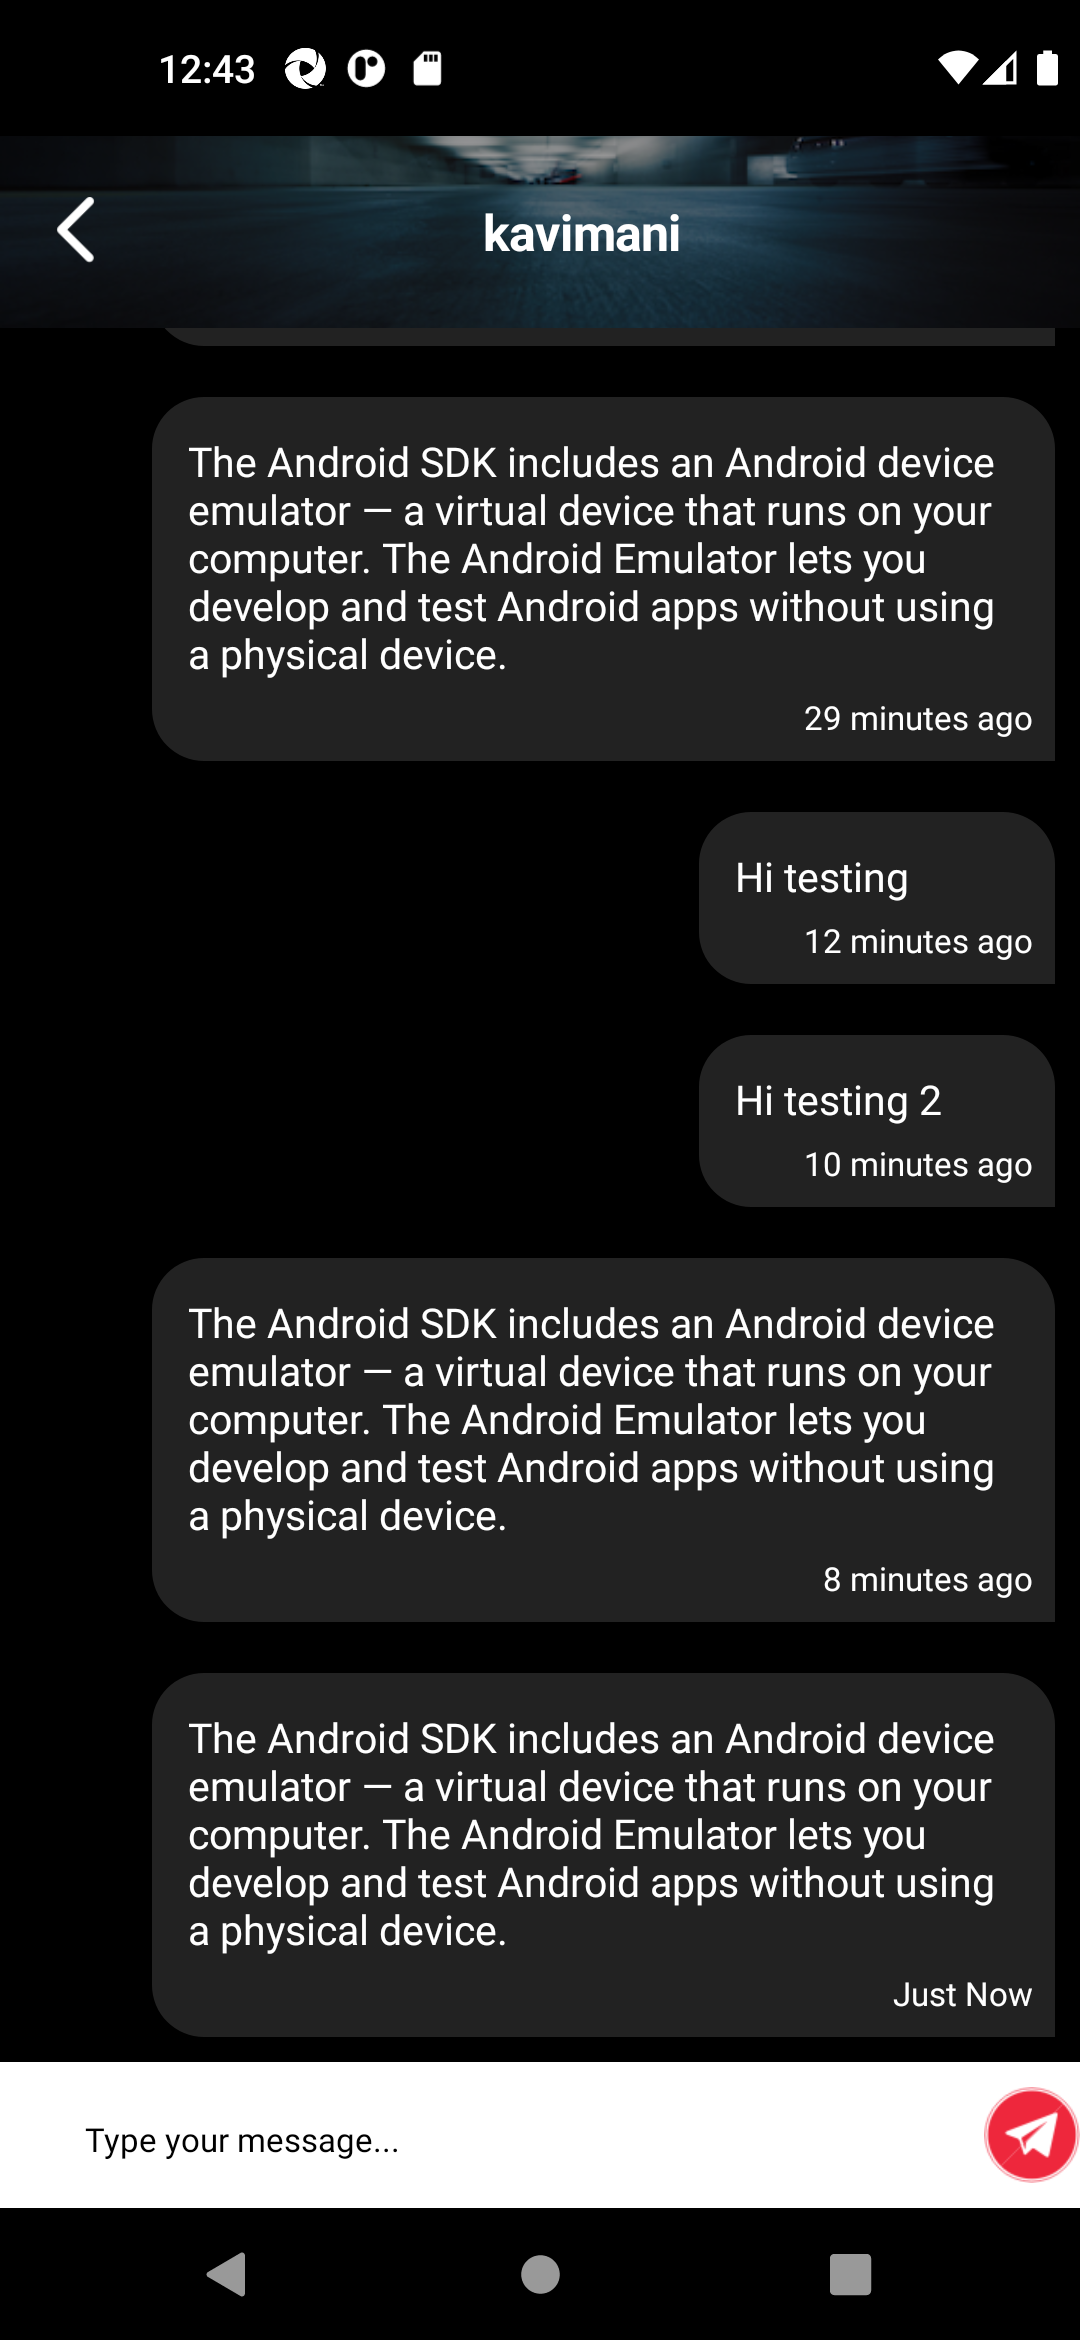 12:43
kavimani
The Android SDK includes an Android device
emulator — a virtual device that runs on your
computer. The Android Emulator lets you
develop and test Android apps without using
a physical device.
29 minutes ago
Hi testing
12 minutes ago
Hi testing 2
10 minutes ago
The Android SDK includes an Android device
emulator — a virtual device that runs on your
computer. The Android Emulator lets you
develop and test Android apps without using
a physical device.
8 minutes ago
The Android SDK includes an Android device
emulator — a virtual device that runs on your
computer. The Android Emulator lets you
develop and test Android apps without using
a physical device.
Just Now
Type your message...